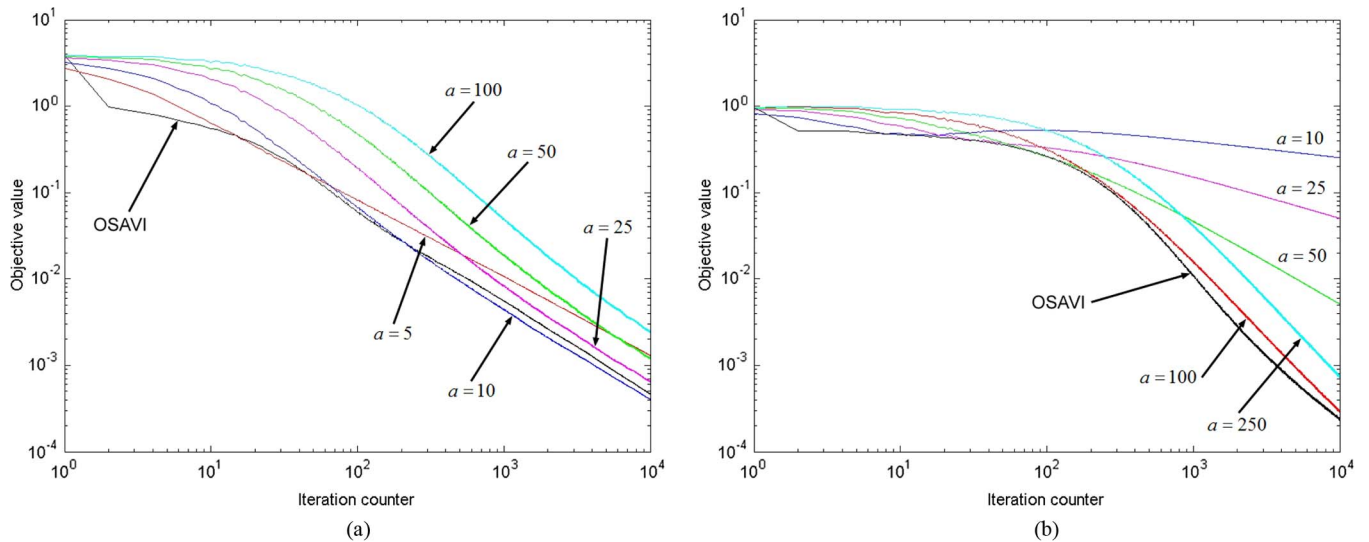 (a)
10^1
10^0
10^-1
10^-2
10^-3
10^-4
Objective value
a = 100
a = 50
a = 25
OSAVI
a = 5
a = 10
10^0 10^1 10^2 10^3 10^4
Iteration counter
(a)
(b)
10^1
10^0
10^-1
10^-2
10^-3
10^-4
Objective value
a = 10
a = 25
a = 50
OSAVI
a = 100
a = 250
10^0 10^1 10^2 10^3 10^4
Iteration counter
(b)